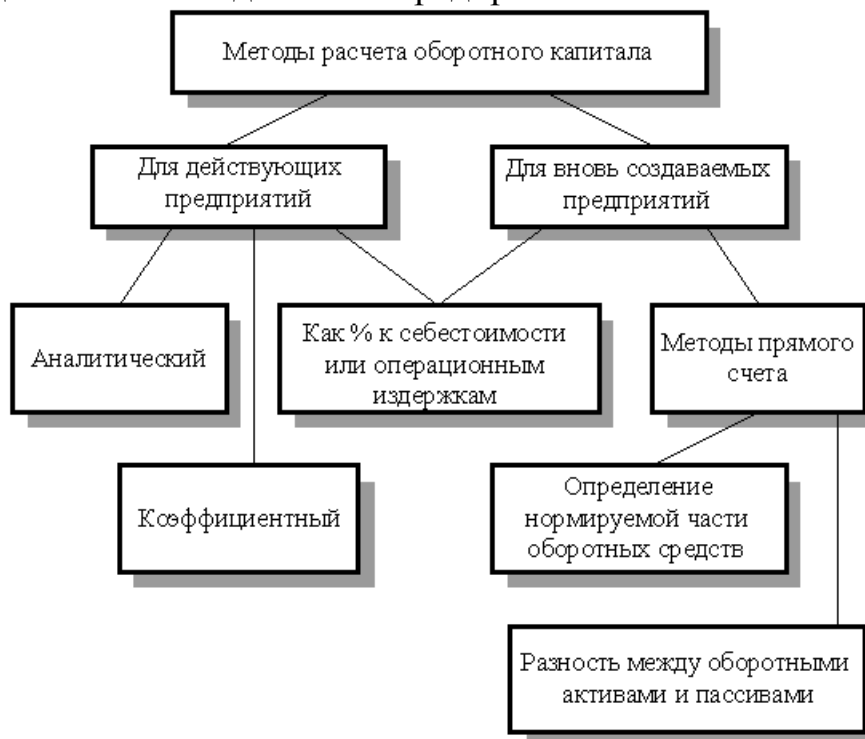 Методы расчета оборотного капитала
Для действующих
предприятий
Для вновь создаваемых
предприятий
Аналитический
Как % к себестоимости
или операционным
издержкам
Методы прямого
счета
Коэффициентный
Определение
нормируемой части
оборотных средств
Разность между оборотными
активами и пассивами